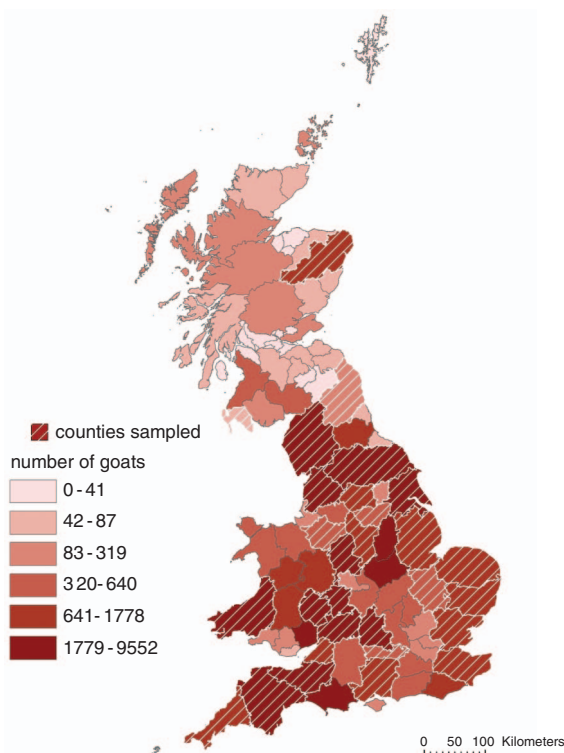 counties sampled
number of goats
0 - 41
42 - 87
83 - 319
320 - 640
641 - 1778
1779 - 9552
0 50 100 Kilometers